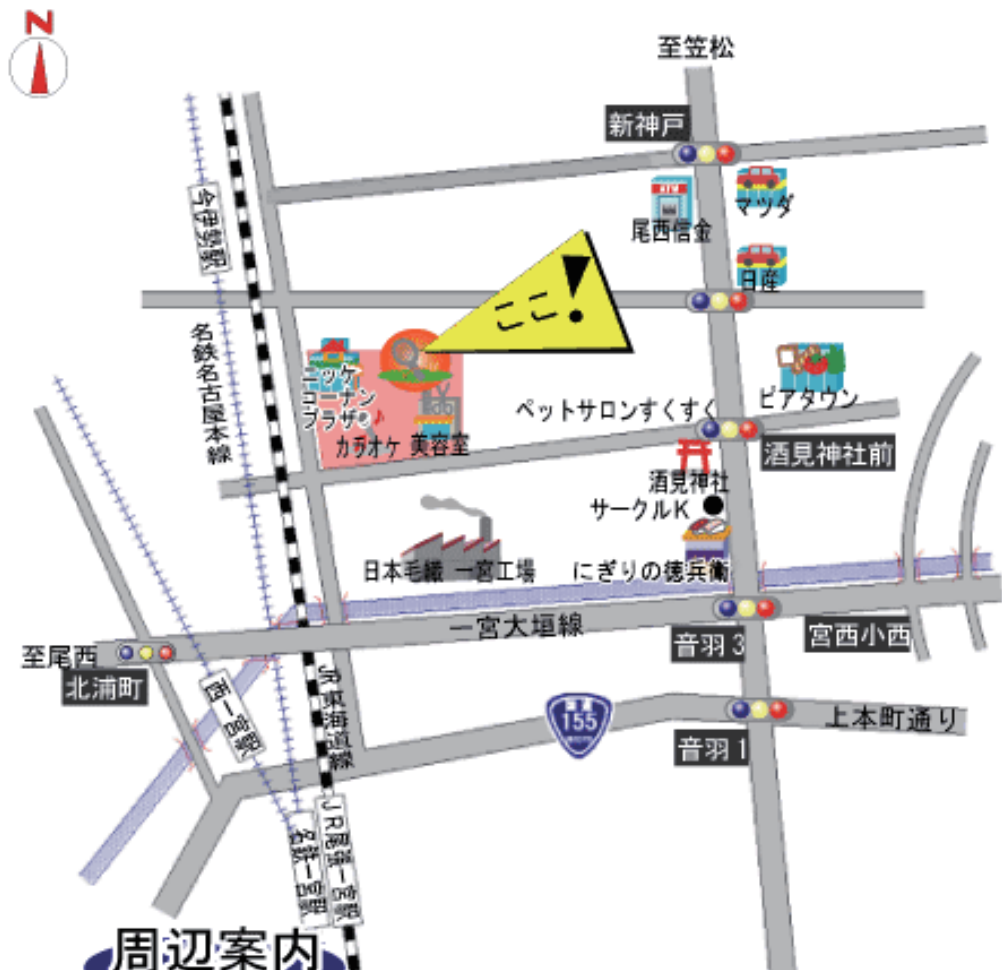 N
至笠松
新神戸
ATM
尾西信金
マツダ
日産
今伊勢駅
ここ!
名鉄名古屋本線
ニッケ
コーナン
プラザ
カラオケ
美容室
ペットサロンすくすく
ピアタウン
酒見神社前
酒見神社
サークルK
日本毛織 一宮工場
にぎりの徳兵衛
一宮大垣線
音羽3
宮西小西
至尾西
北浦町
西一宮駅
JR東海道線
155
上本町通り
音羽1
名鉄一宮駅
JR尾張一宮駅
周辺案内